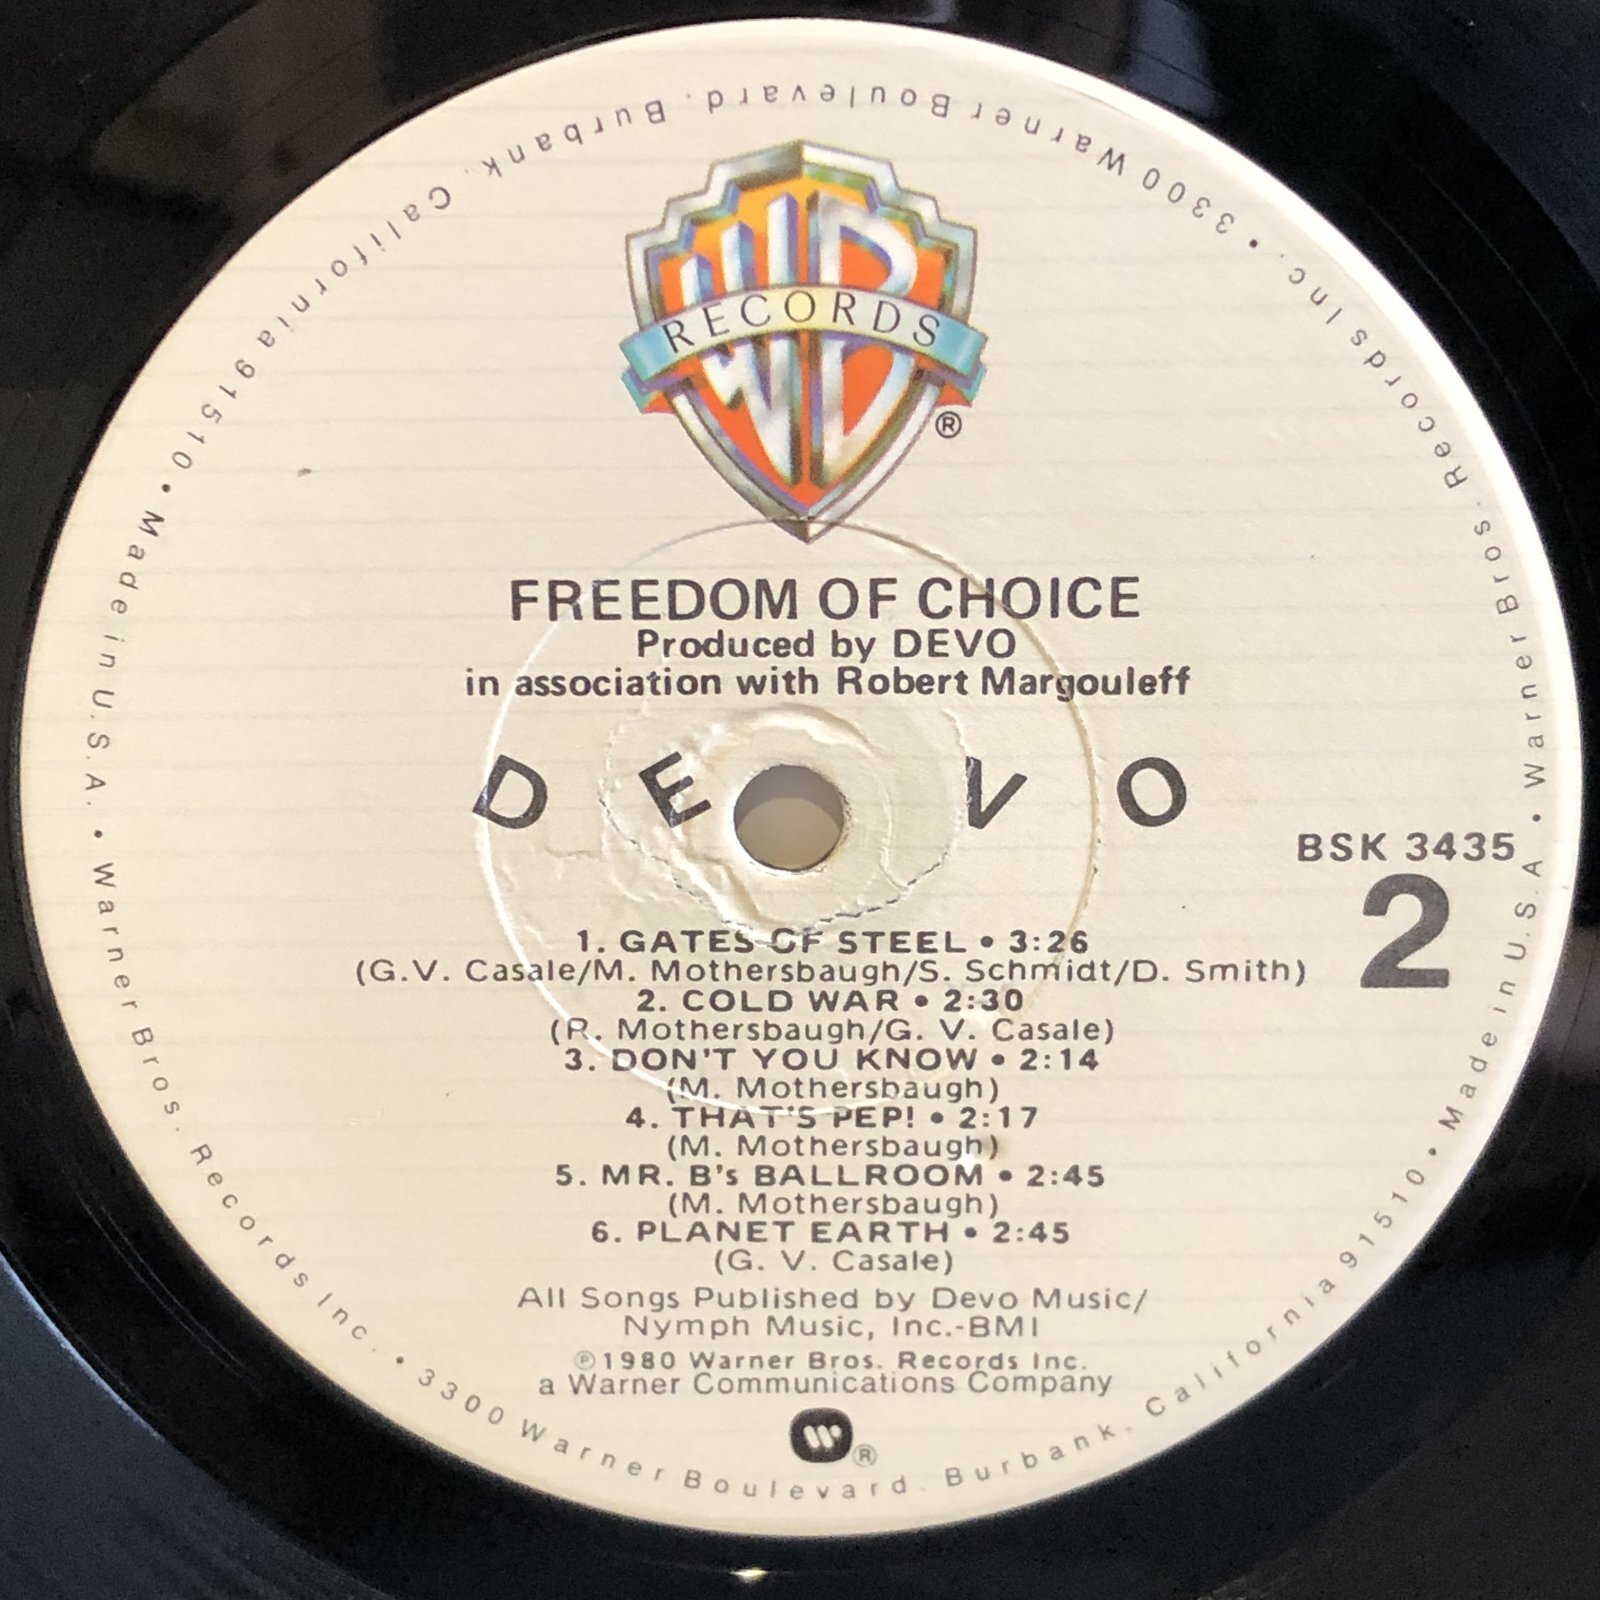 WB
RECORDS
®
FREEDOM OF CHOICE
Produced by DEVO
in association with Robert Margouleff
D E V O
BSK 3435
2
1. GATES OF STEEL • 3:26
(G.V. Casale/M. Mothersbaugh/S. Schmidt/D. Smith)
2. COLD WAR • 2:30
(R. Mothersbaugh/G. V. Casale)
3. DON'T YOU KNOW • 2:14
(M. Mothersbaugh)
4. THAT'S PEP! • 2:17
(M. Mothersbaugh)
5. MR. B's BALLROOM • 2:45
(M. Mothersbaugh)
6. PLANET EARTH • 2:45
(G. V. Casale)
All Songs Published by Devo Music/
Nymph Music, Inc.-BMI
℗1980 Warner Bros. Records Inc.
a Warner Communications Company
®
• Warner Bros. Records Inc. • 3300 Warner Boulevard. Burbank. California 91510 • Made in U.S.A. • Warner Bros. Records Inc. • 3300 Warner Boulevard. Burbank. California 91510 • Made in U.S.A.